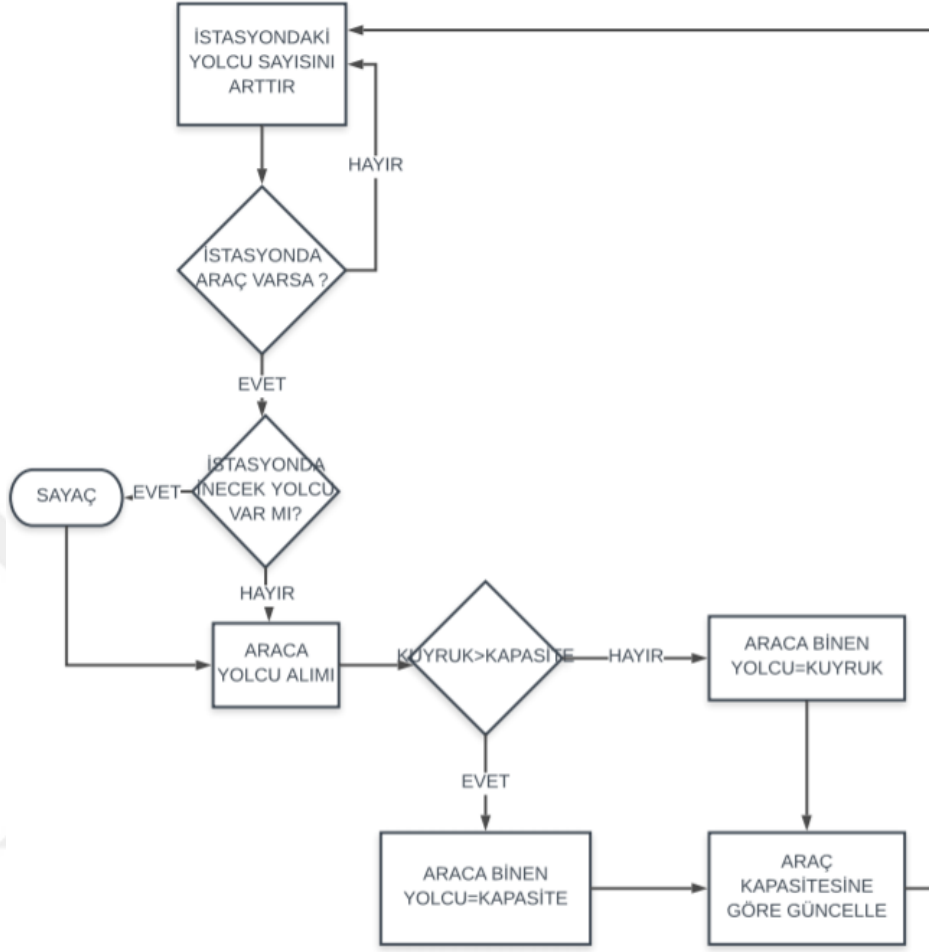 İSTASYONDAKİ
YOLCU SAYISINI
ARTTIR
HAYIR
İSTASYONDA
ARAÇ VARSA ?
EVET
İSTASYONDA
İNECEK YOLCU
VAR MI?
EVET
SAYAÇ
HAYIR
ARACA
YOLCU ALIMI
KUYRUK>KAPASİTE
HAYIR
ARACA BİNEN
YOLCU=KUYRUK
EVET
ARACA BİNEN
YOLCU=KAPASİTE
ARAÇ
KAPASİTESİNE
GÖRE GÜNCELLE